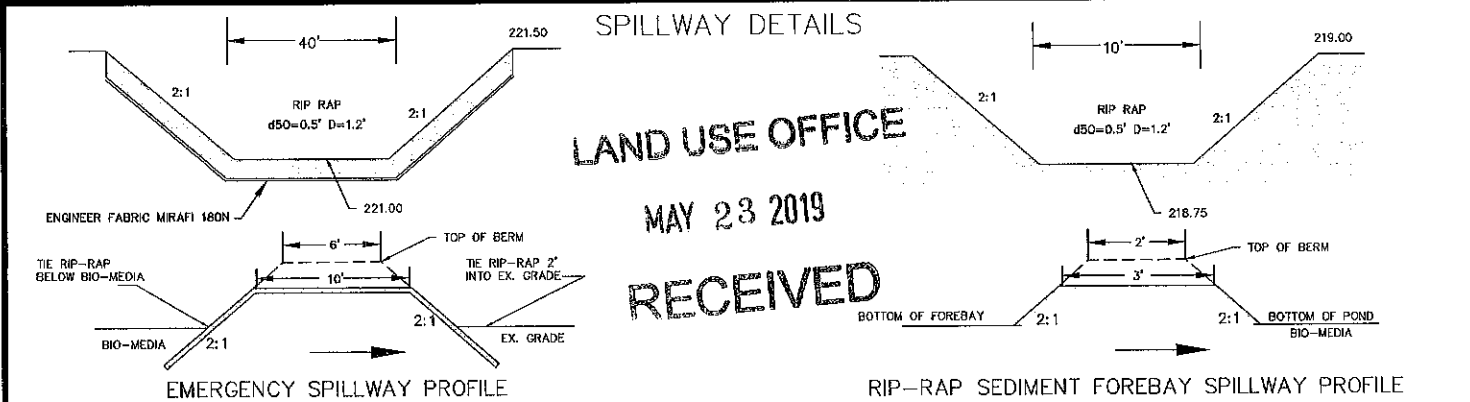 SPILLWAY DETAILS
40'
221.50
2:1
RIP RAP
d50=0.5' D=1.2'
2:1
ENGINEER FABRIC MIRAFI 180N
221.00
6'
TOP OF BERM
TIE RIP-RAP
BELOW BIO-MEDIA
10'
TIE RIP-RAP 2'
INTO EX. GRADE
BIO-MEDIA
2:1
2:1
EX. GRADE
EMERGENCY SPILLWAY PROFILE
LAND USE OFFICE
MAY 23 2019
RECEIVED
10'
219.00
2:1
RIP RAP
d50=0.5' D=1.2'
2:1
218.75
2'
TOP OF BERM
3'
BOTTOM OF FOREBAY
2:1
2:1
BOTTOM OF POND
BIO-MEDIA
RIP-RAP SEDIMENT FOREBAY SPILLWAY PROFILE